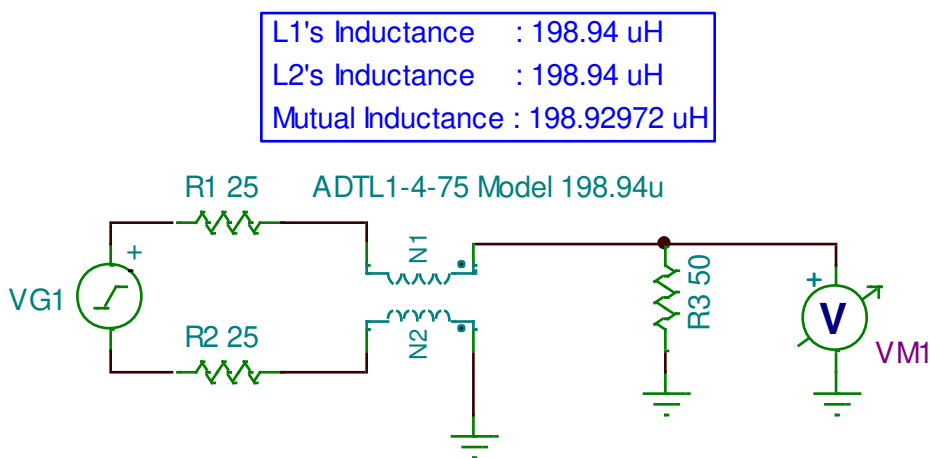 L1's Inductance : 198.94 uH
L2's Inductance : 198.94 uH
Mutual Inductance : 198.92972 uH
R1 25 ADTL1-4-75 Model 198.94u
N1
+
VG1
R2 25
N2
R3 50
+
V
VM1